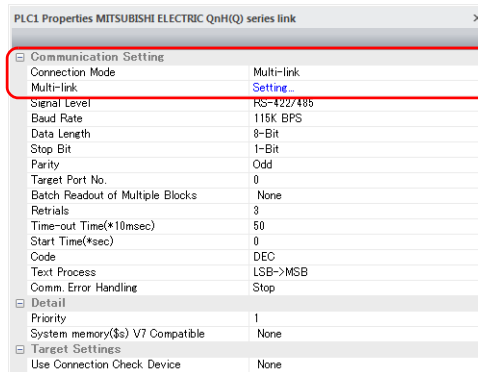 PLC1 Properties MITSUBISHI ELECTRIC QnH(Q) series link
Communication Setting
Connection Mode Multi-link
Multi-link Setting...
Signal Level RS-422/485
Baud Rate 115K BPS
Data Length 8-Bit
Stop Bit 1-Bit
Parity Odd
Target Port No. 0
Batch Readout of Multiple Blocks None
Retrials 3
Time-out Time(*10msec) 50
Start Time(*sec) 0
Code DEC
Text Process LSB->MSB
Comm. Error Handling Stop
Detail
Priority 1
System memory($s) V7 Compatible None
Target Settings
Use Connection Check Device None